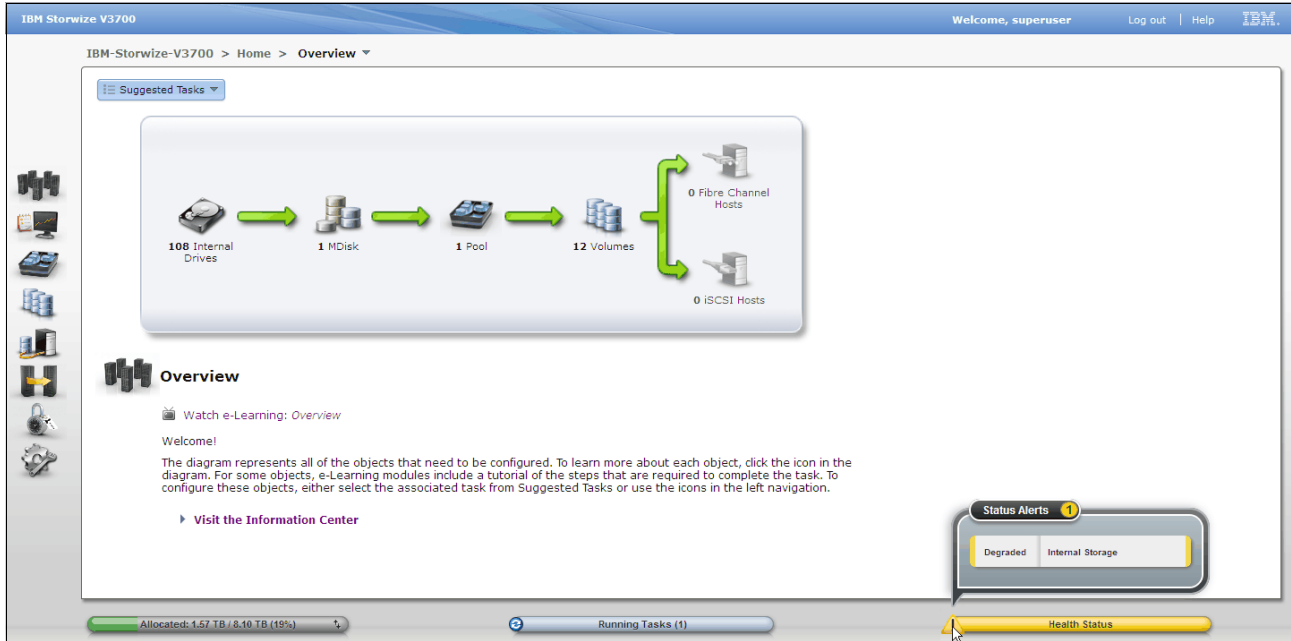 IBM Storwize V3700
Welcome, superuser
Log out | Help
IBM.
IBM-Storwize-V3700 > Home > Overview
Suggested Tasks
108 Internal
Drives
1 MDisk
1 Pool
12 Volumes
0 Fibre Channel
Hosts
0 iSCSI Hosts
Overview
Watch e-Learning: Overview
Welcome!
The diagram represents all of the objects that need to be configured. To learn more about each object, click the icon in the
diagram. For some objects, e-Learning modules include a tutorial of the steps that are required to complete the task. To
configure these objects, either select the associated task from Suggested Tasks or use the icons in the left navigation.
Visit the Information Center
Status Alerts 1
Degraded Internal Storage
Allocated: 1.57 TB / 8.10 TB (19%)
Running Tasks (1)
Health Status